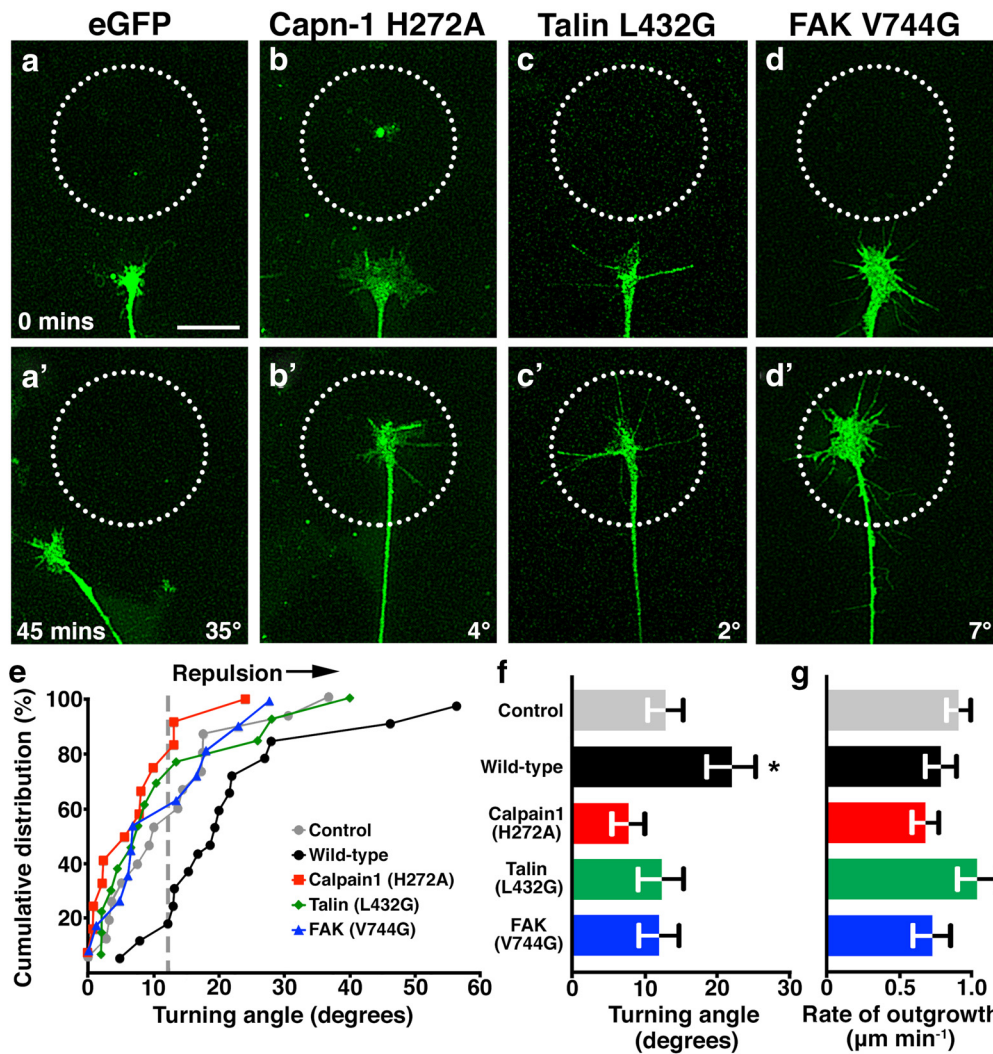 eGFP Capn-1 H272A Talin L432G FAK V744G
a b c d
0 mins
a’ b’ c’ d’
45 mins 35° 4° 2° 7°
e Repulsion f g
Cumulative distribution (%)
100
80
60
40
20
Control
Wild-type
Calpain1 (H272A)
Talin (L432G)
FAK (V744G)
0 10 20 30 40 50 60
Turning angle (degrees)
Control
Wild-type
Calpain1
(H272A)
Talin
(L432G)
FAK
(V744G)
*
0 10 20 30
Turning angle
(degrees)
0 0.5 1.0
Rate of outgrowth
(µm min⁻¹)